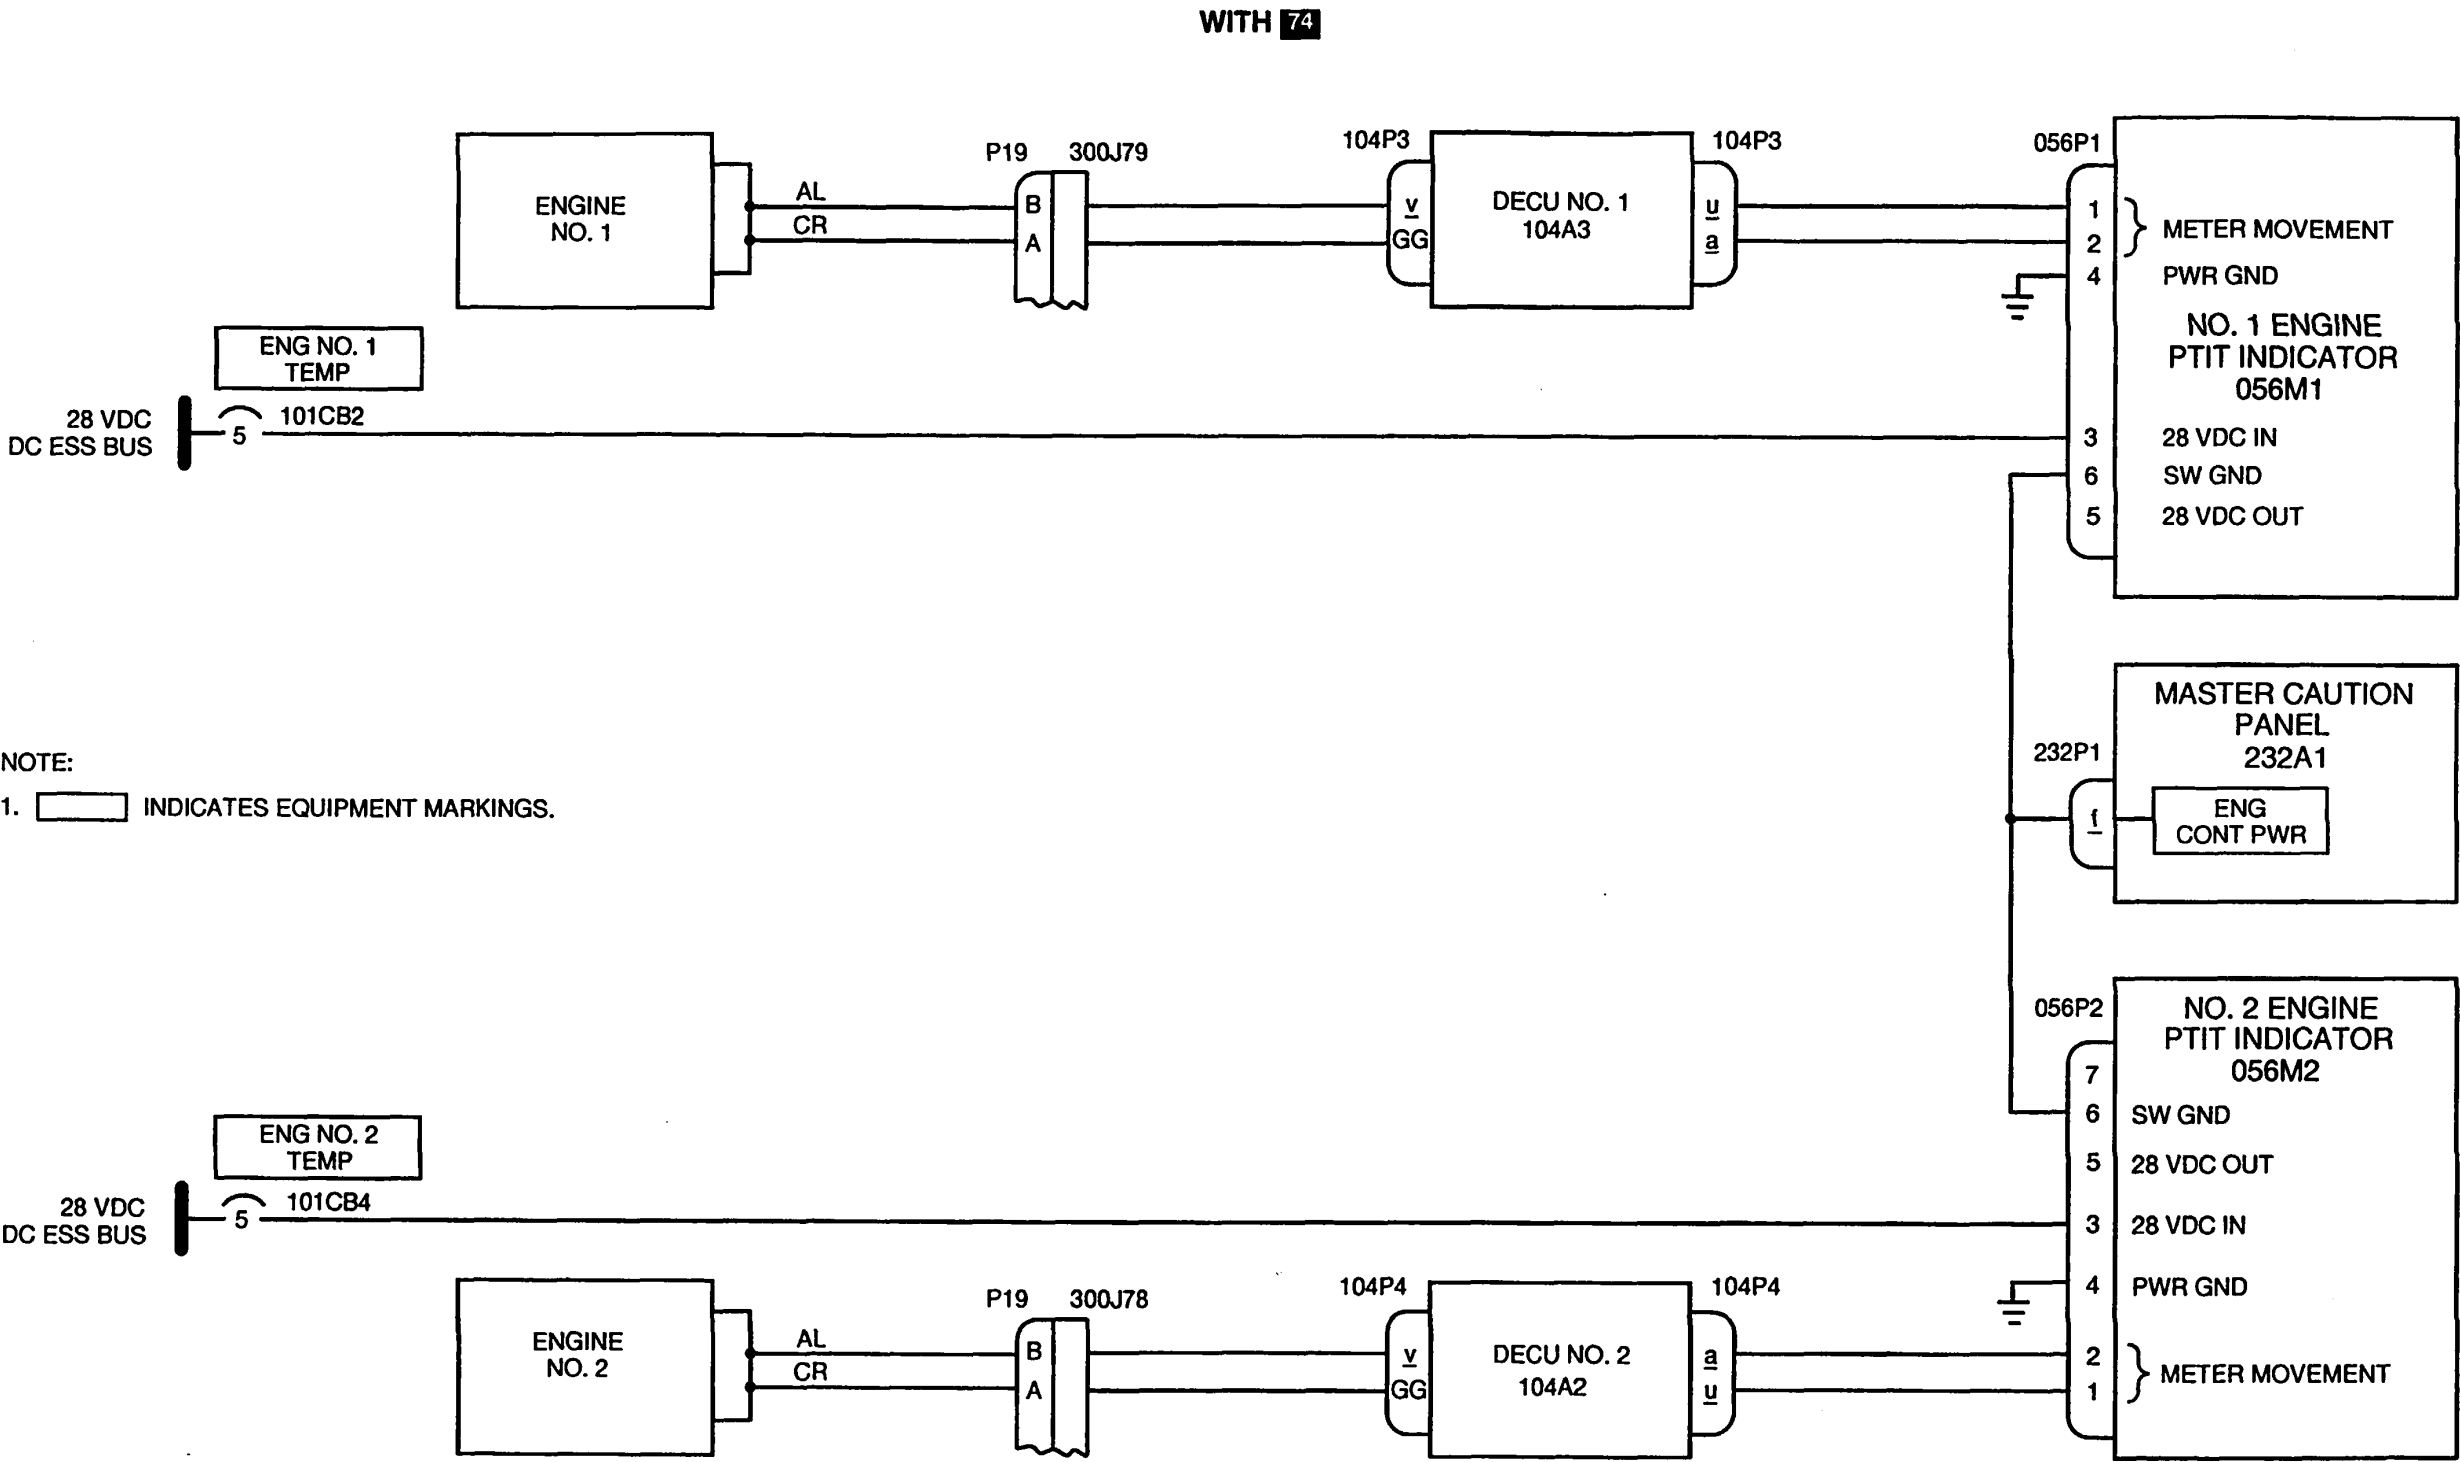 WITH 74
P19 300J79
104P3
104P3
056P1
ENGINE
NO. 1
AL
CR
B
A
v
GG
DECU NO. 1
104A3
u
a
1
2
4
METER MOVEMENT
PWR GND
NO. 1 ENGINE
PTIT INDICATOR
056M1
ENG NO. 1
TEMP
28 VDC
DC ESS BUS
5
101CB2
3 28 VDC IN
6 SW GND
5 28 VDC OUT
MASTER CAUTION
PANEL
232A1
232P1
f
ENG
CONT PWR
NOTE:
1. INDICATES EQUIPMENT MARKINGS.
056P2
NO. 2 ENGINE
PTIT INDICATOR
056M2
7
6 SW GND
5 28 VDC OUT
3 28 VDC IN
4 PWR GND
2
1
METER MOVEMENT
ENG NO. 2
TEMP
28 VDC
DC ESS BUS
5
101CB4
P19 300J78
104P4
104P4
ENGINE
NO. 2
AL
CR
B
A
v
GG
DECU NO. 2
104A2
a
u